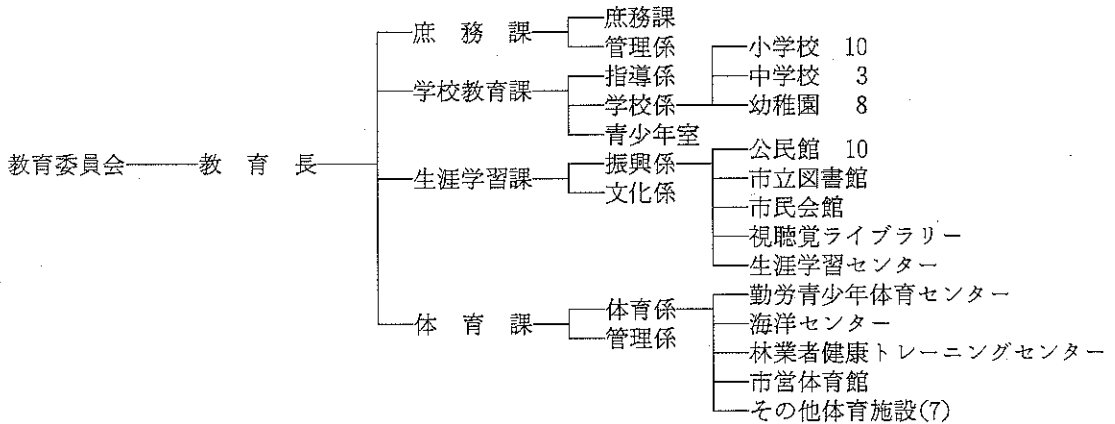 教育委員会
教育長
庶務課
庶務課
管理係
学校教育課
指導係
学校係
小学校 10
中学校 3
幼稚園 8
青少年室
生涯学習課
振興係
公民館 10
市立図書館
市民会館
視聴覚ライブラリー
生涯学習センター
文化係
体育課
体育係
勤労青少年体育センター
海洋センター
林業者健康トレーニングセンター
市営体育館
その他体育施設(7)
管理係